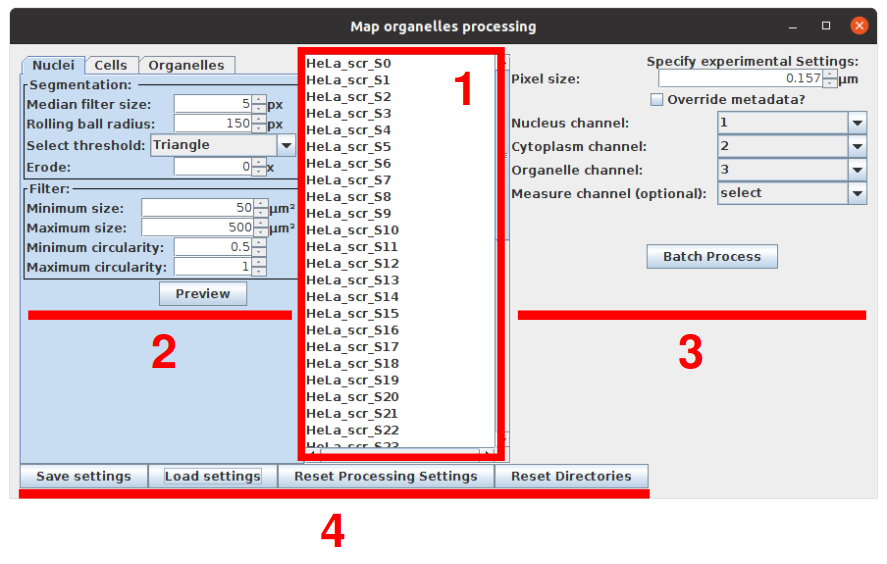 Map organelles processing
Nuclei Cells Organelles
Segmentation:
Median filter size: 5 px
Rolling ball radius: 150 px
Select threshold: Triangle
Erode: 0 x
Filter:
Minimum size: 50 µm²
Maximum size: 500 µm²
Minimum circularity: 0.5
Maximum circularity: 1
Preview
2
HeLa_scr_S0
HeLa_scr_S1
HeLa_scr_S2
HeLa_scr_S3
HeLa_scr_S4
HeLa_scr_S5
HeLa_scr_S6
HeLa_scr_S7
HeLa_scr_S8
HeLa_scr_S9
HeLa_scr_S10
HeLa_scr_S11
HeLa_scr_S12
HeLa_scr_S13
HeLa_scr_S14
HeLa_scr_S15
HeLa_scr_S16
HeLa_scr_S17
HeLa_scr_S18
HeLa_scr_S19
HeLa_scr_S20
HeLa_scr_S21
HeLa_scr_S22
HeLa_scr_S23
1
Specify experimental Settings:
Pixel size: 0.157 µm
Override metadata?
Nucleus channel: 1
Cytoplasm channel: 2
Organelle channel: 3
Measure channel (optional): select
Batch Process
3
Save settings Load settings Reset Processing Settings Reset Directories
4